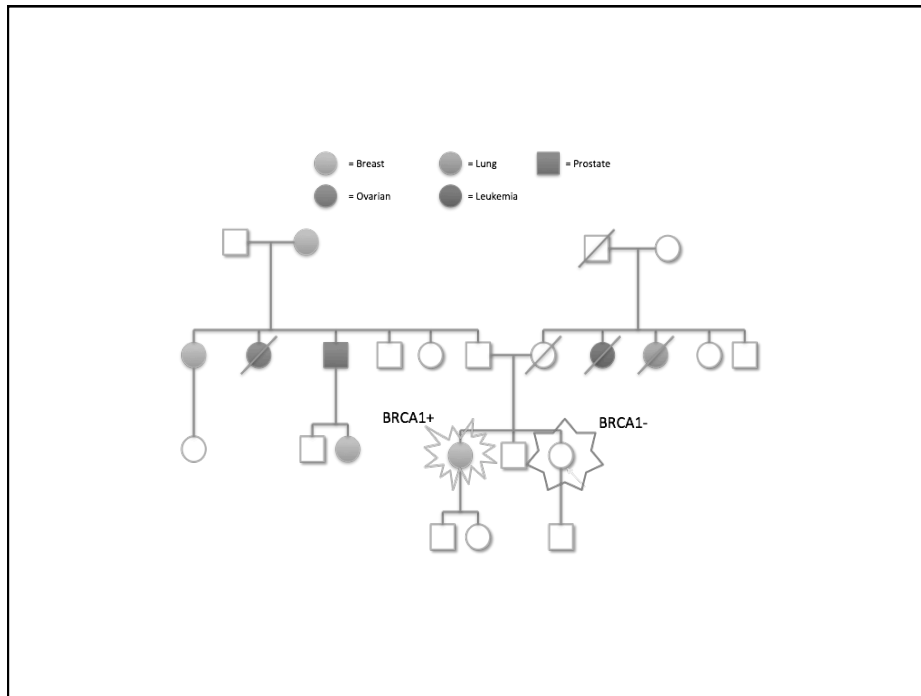 = Breast
= Lung
= Prostate
= Ovarian
= Leukemia
BRCA1+
BRCA1-